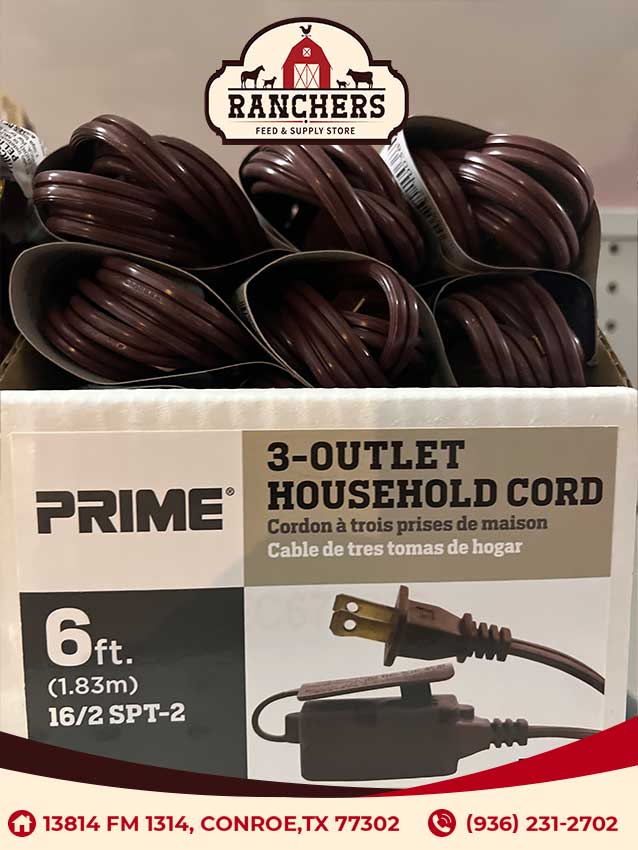 RANCHERS
FEED & SUPPLY STORE
PRIME®
3-OUTLET
HOUSEHOLD CORD
Cordon à trois prises de maison
Cable de tres tomas de hogar
6ft.
(1.83m)
16/2 SPT-2
13814 FM 1314, CONROE,TX 77302
(936) 231-2702